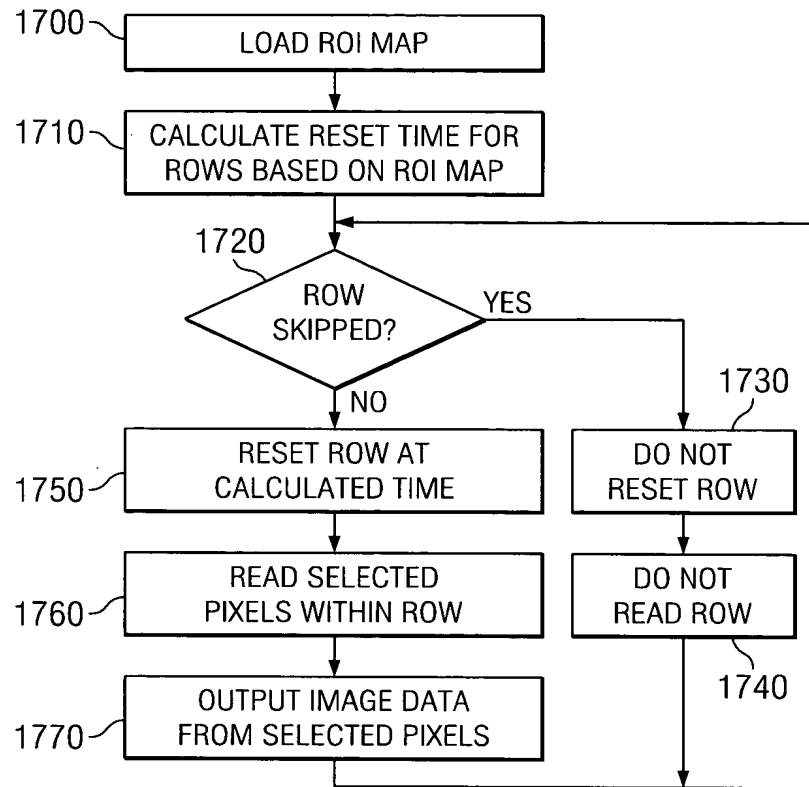 1700
LOAD ROI MAP
1710
CALCULATE RESET TIME FOR
ROWS BASED ON ROI MAP
1720
ROW
SKIPPED?
YES
NO
1730
DO NOT
RESET ROW
1750
RESET ROW AT
CALCULATED TIME
1760
READ SELECTED
PIXELS WITHIN ROW
DO NOT
READ ROW
1740
1770
OUTPUT IMAGE DATA
FROM SELECTED PIXELS